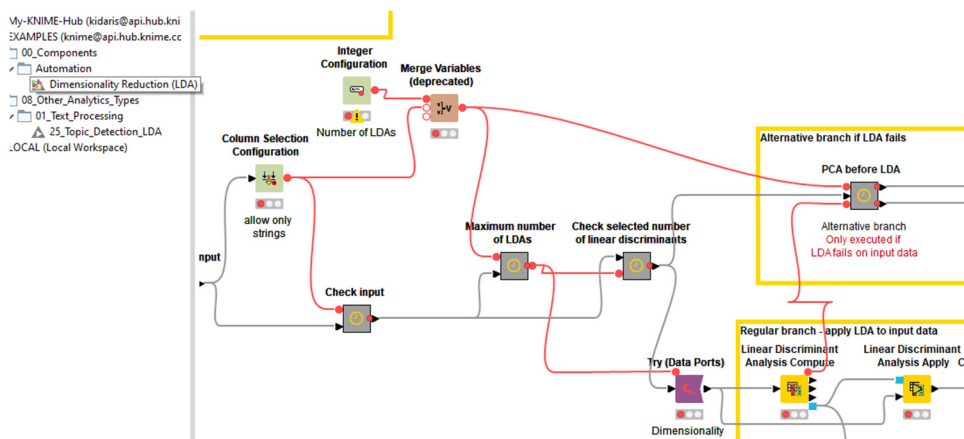 My-KNIME-Hub (kidaris@api.hub.kni
EXAMPLES (knime@api.hub.knime.cc
00_Components
Automation
Dimensionality Reduction (LDA)
08_Other_Analytics_Types
01_Text_Processing
25_Topic_Detection_LDA
LOCAL (Local Workspace)
Integer
Configuration
Number of LDAs
Merge Variables
(deprecated)
Column Selection
Configuration
allow only
strings
nput
Check input
Maximum number
of LDAs
Check selected number
of linear discriminants
Alternative branch if LDA fails
PCA before LDA
Alternative branch
Only executed if
LDA fails on input data
Regular branch - apply LDA to input data
Try (Data Ports)
Dimensionality
Linear Discriminant
Analysis Compute
Linear Discriminant
Analysis Apply
C